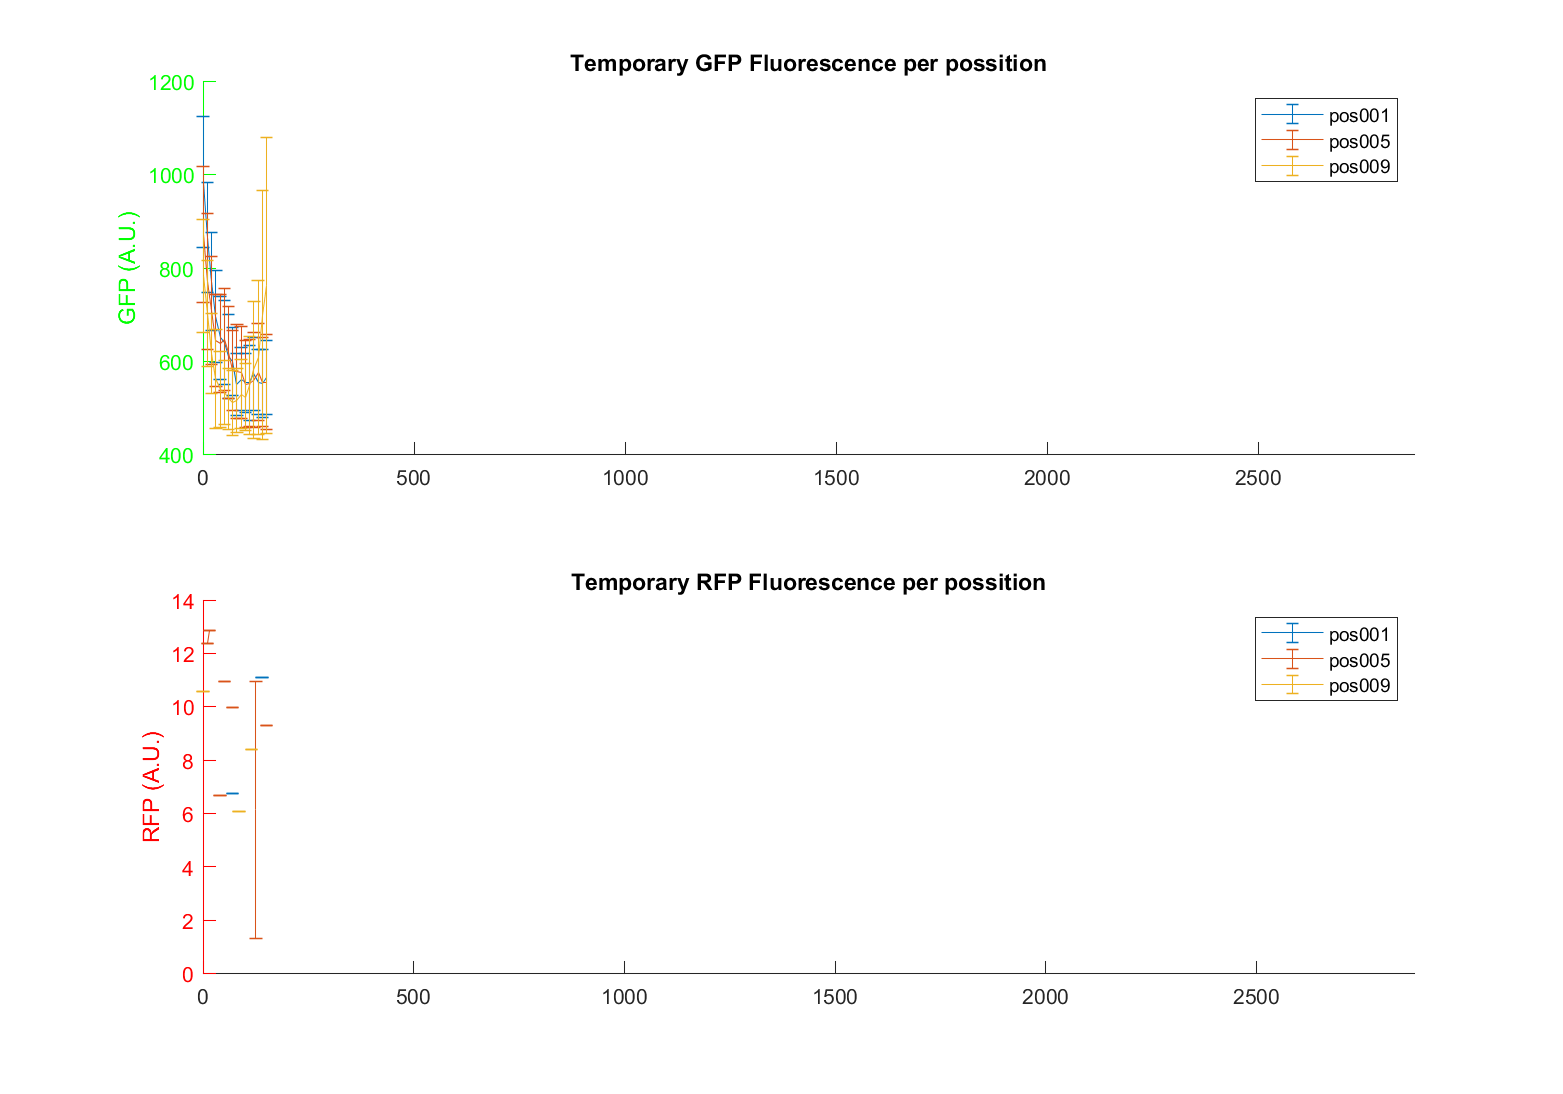 Temporary GFP Fluorescence per possition
1200
1000
800
600
400
GFP (A.U.)
0 500 1000 1500 2000 2500
pos001
pos005
pos009
Temporary RFP Fluorescence per possition
14
12
10
8
6
4
2
0
RFP (A.U.)
0 500 1000 1500 2000 2500
pos001
pos005
pos009